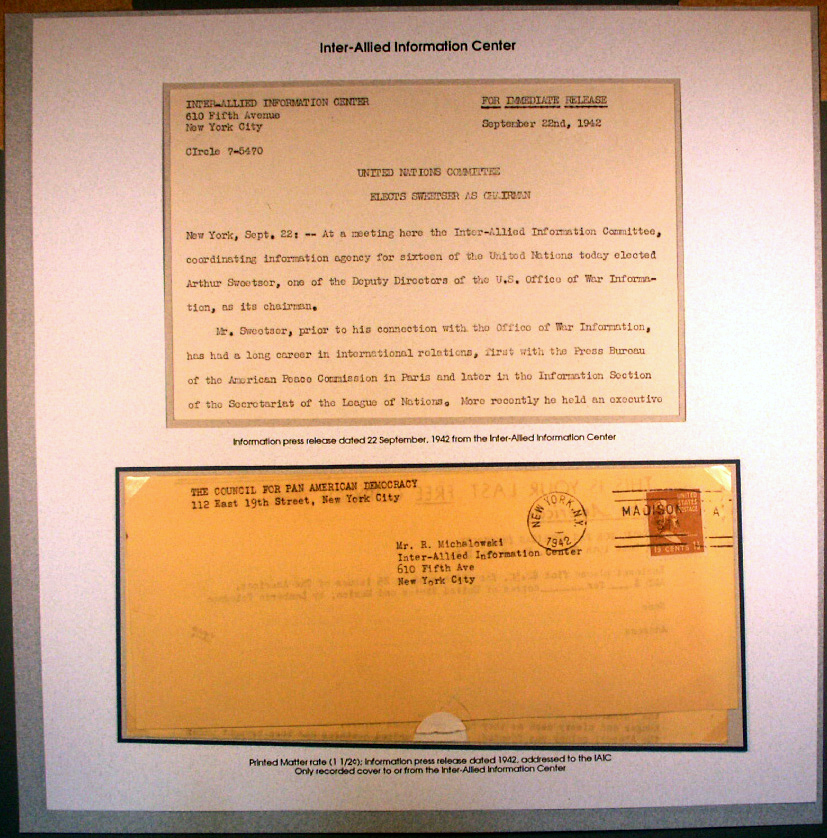 Inter-Allied Information Center
INTER-ALLIED INFORMATION CENTER
610 Fifth Avenue
New York City
CIrcle 7-5470
FOR IMMEDIATE RELEASE
September 22nd, 1942
UNITED NATIONS COMMITTEE
ELECTS SWEETSER AS CHAIRMAN
New York, Sept. 22: -- At a meeting here the Inter-Allied Information Committee,
coordinating information agency for sixteen of the United Nations today elected
Arthur Sweetser, one of the Deputy Directors of the U.S. Office of War Informa-
tion, as its chairman.
Mr. Sweetser, prior to his connection with the Office of War Information,
has had a long career in international relations, first with the Press Bureau
of the American Peace Commission in Paris and later in the Information Section
of the Secretariat of the League of Nations. More recently he held an executive
Information press release dated 22 September, 1942 from the Inter-Allied Information Center
THE COUNCIL FOR PAN AMERICAN DEMOCRACY
112 East 19th Street, New York City
NEW YORK, N.Y.
1942
MADISON
A
UNITED
STATES
POSTAGE
CENTS
Mr. R. Michalowski
Inter-Allied Information Center
610 Fifth Ave
New York City
THIS IS YOUR LAST FREE
Printed Matter rate (1 1/2¢); Information press release dated 1942, addressed to the IAIC
Only recorded cover to or from the Inter-Allied Information Center